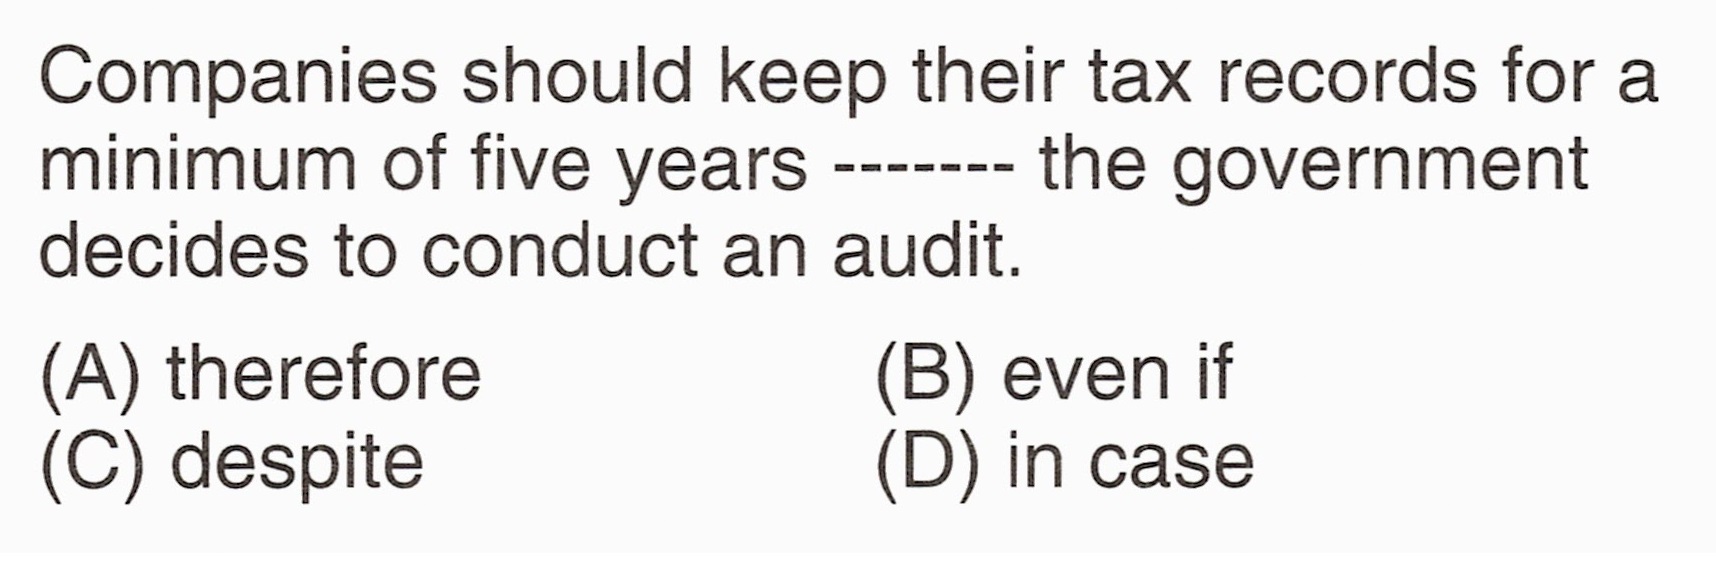 Companies should keep their tax records for a
minimum of five years ------- the government
decides to conduct an audit.
(A) therefore (B) even if
(C) despite (D) in case